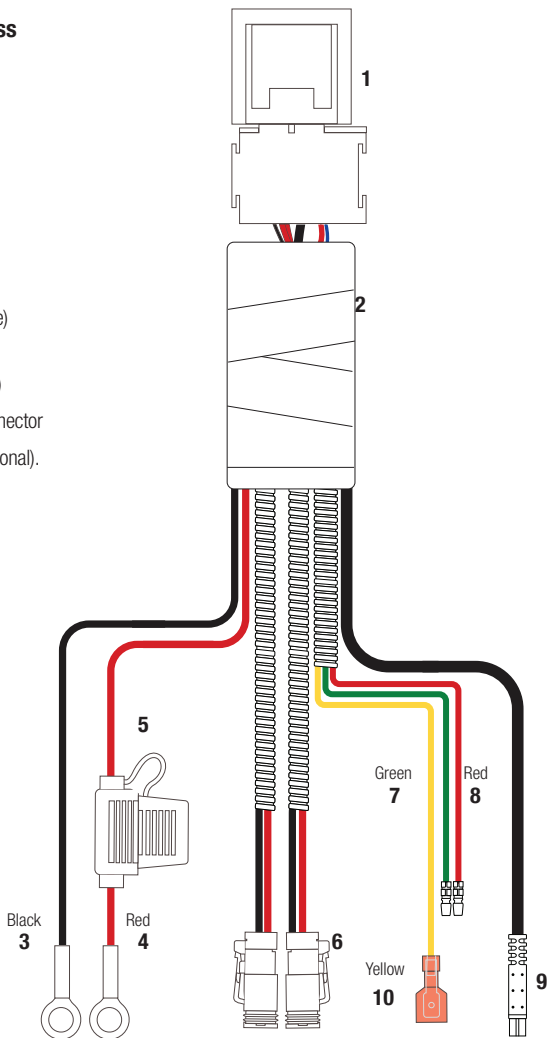 ss
1
2
e)
)
nector
onal).
5
Green
7
Red
8
Black
3
Red
4
6
Yellow
10
9